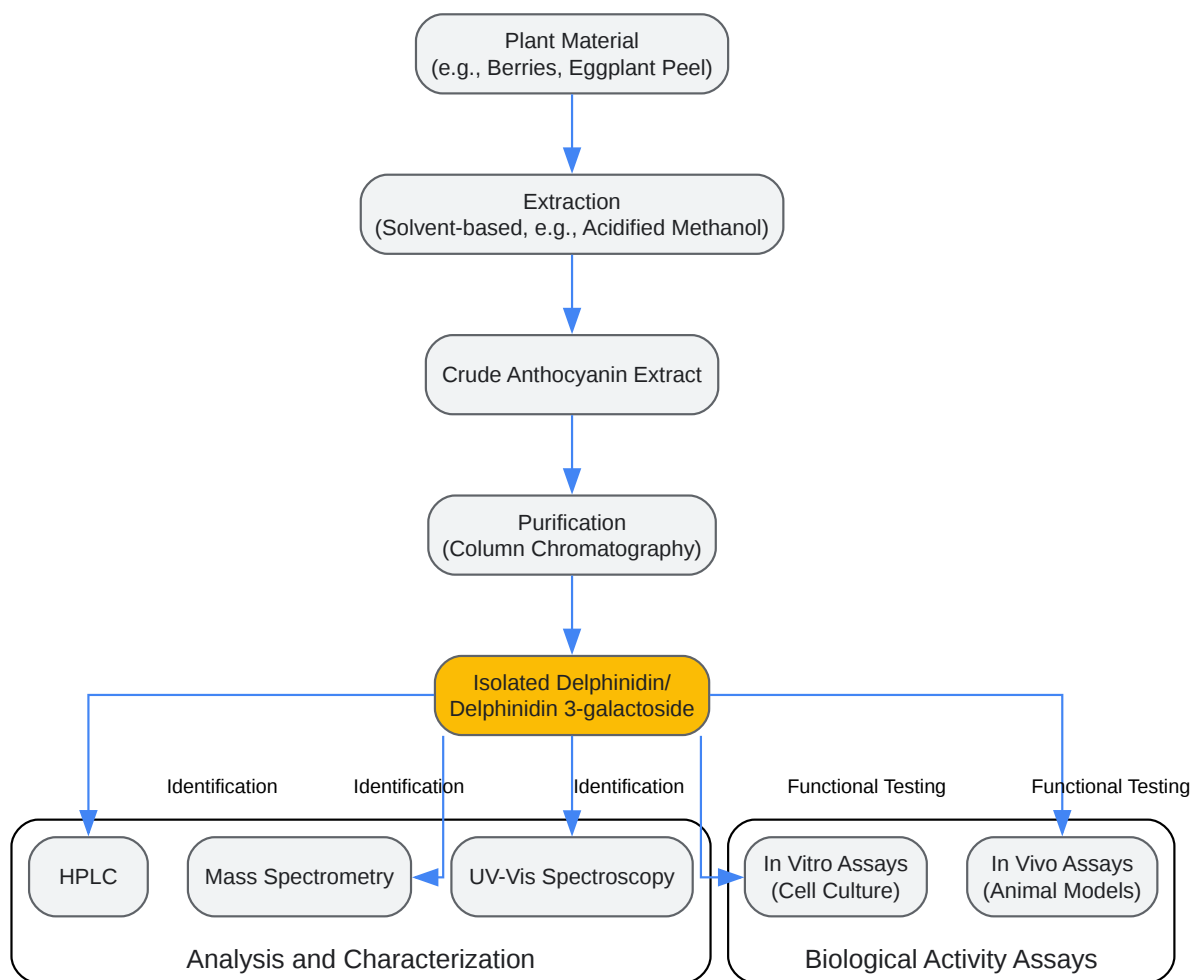 Plant Material
(e.g., Berries, Eggplant Peel)
Extraction
(Solvent-based, e.g., Acidified Methanol)
Crude Anthocyanin Extract
Purification
(Column Chromatography)
Isolated Delphinidin/
Delphinidin 3-galactoside
Identification
Identification
Identification
Functional Testing
Functional Testing
HPLC
Mass Spectrometry
UV-Vis Spectroscopy
In Vitro Assays
(Cell Culture)
In Vivo Assays
(Animal Models)
Analysis and Characterization
Biological Activity Assays